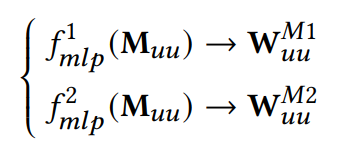 f^1_{mlp}(M_{uu}) → W^{M1}_{uu}
f^2_{mlp}(M_{uu}) → W^{M2}_{uu}